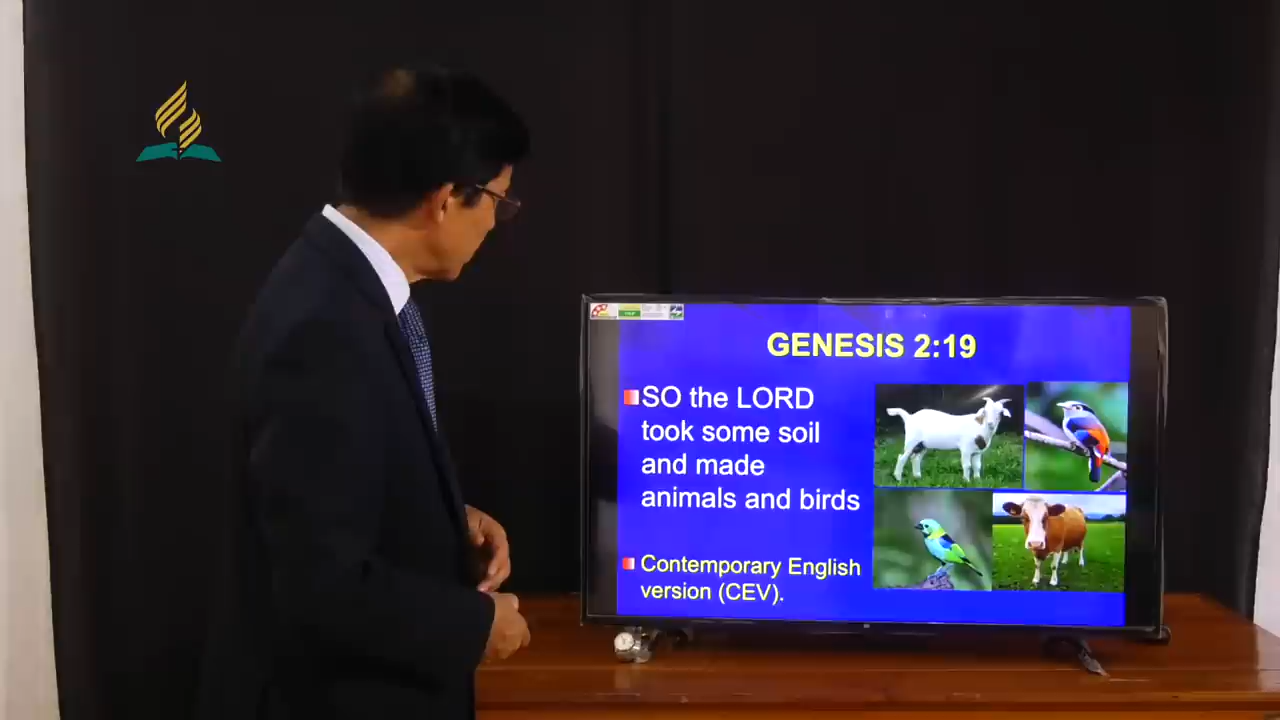 GENESIS 2:19
SO the LORD
took some soil
and made
animals and birds
Contemporary English
version (CEV).